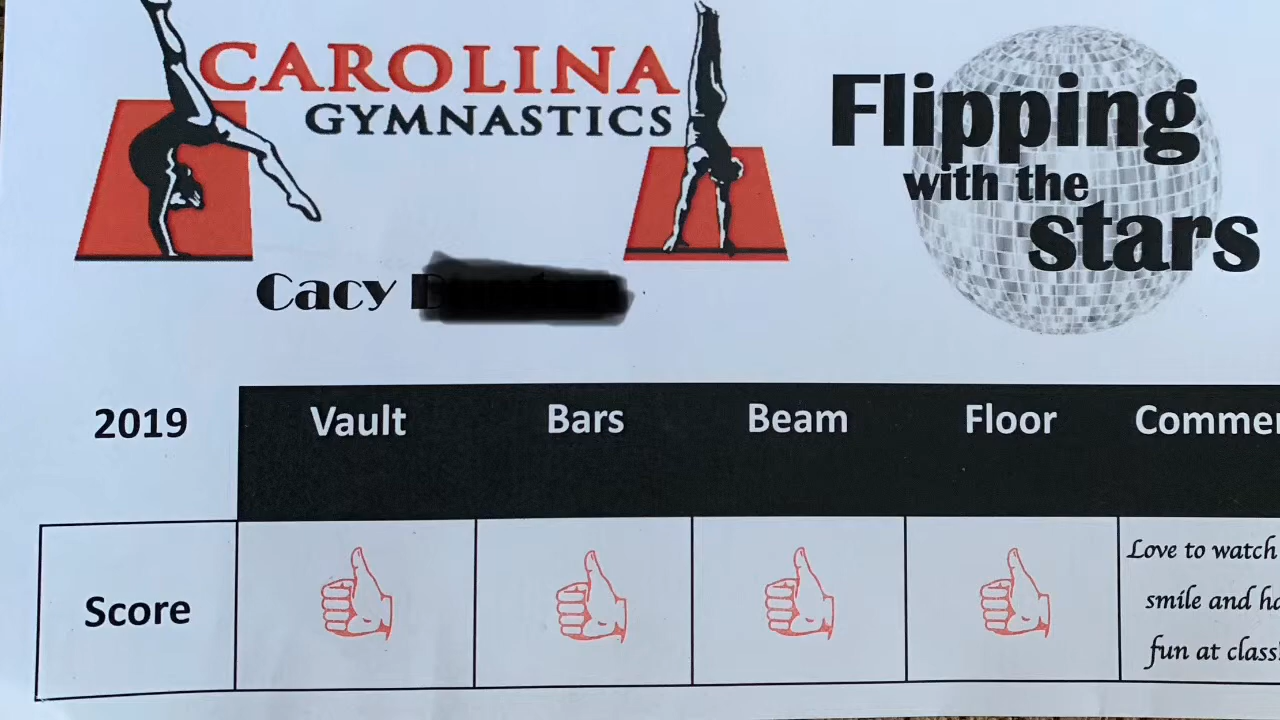 CAROLINA
GYMNASTICS
Flipping
with the
stars
Cacy
2019 Vault Bars Beam Floor
Score
Love to watch
smile and
fun at class!